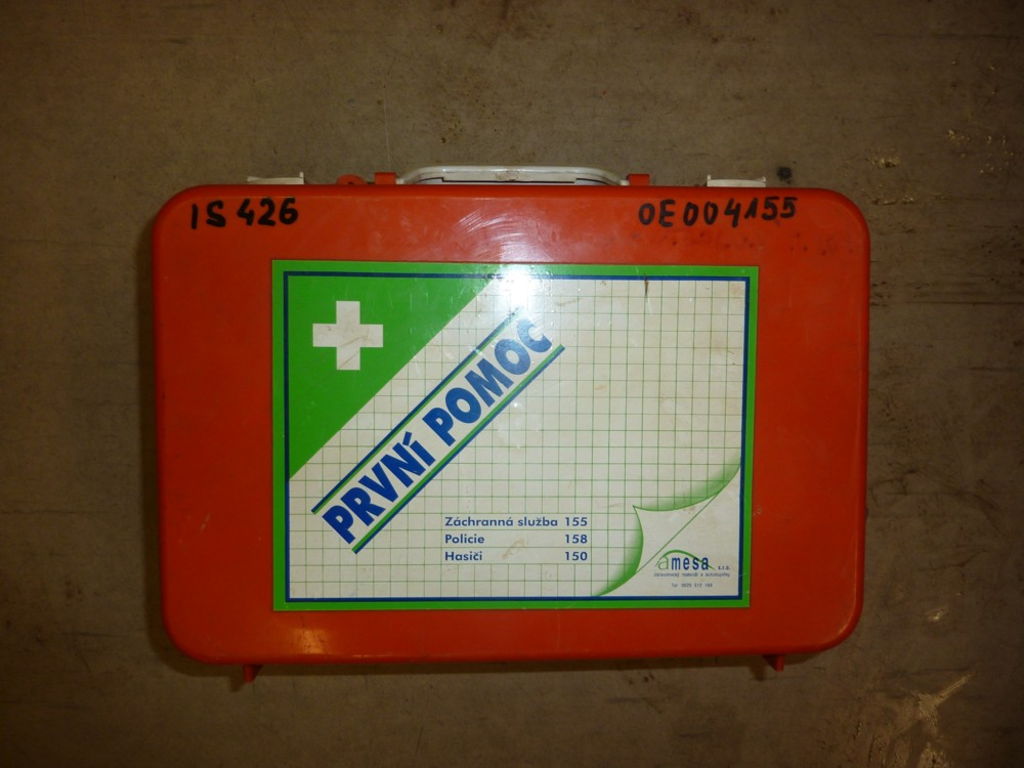 IS 426
OE004155
PRVNÍ POMOC
Záchranná služba 155
Policie 158
Hasiči 150
amesa s.r.o.